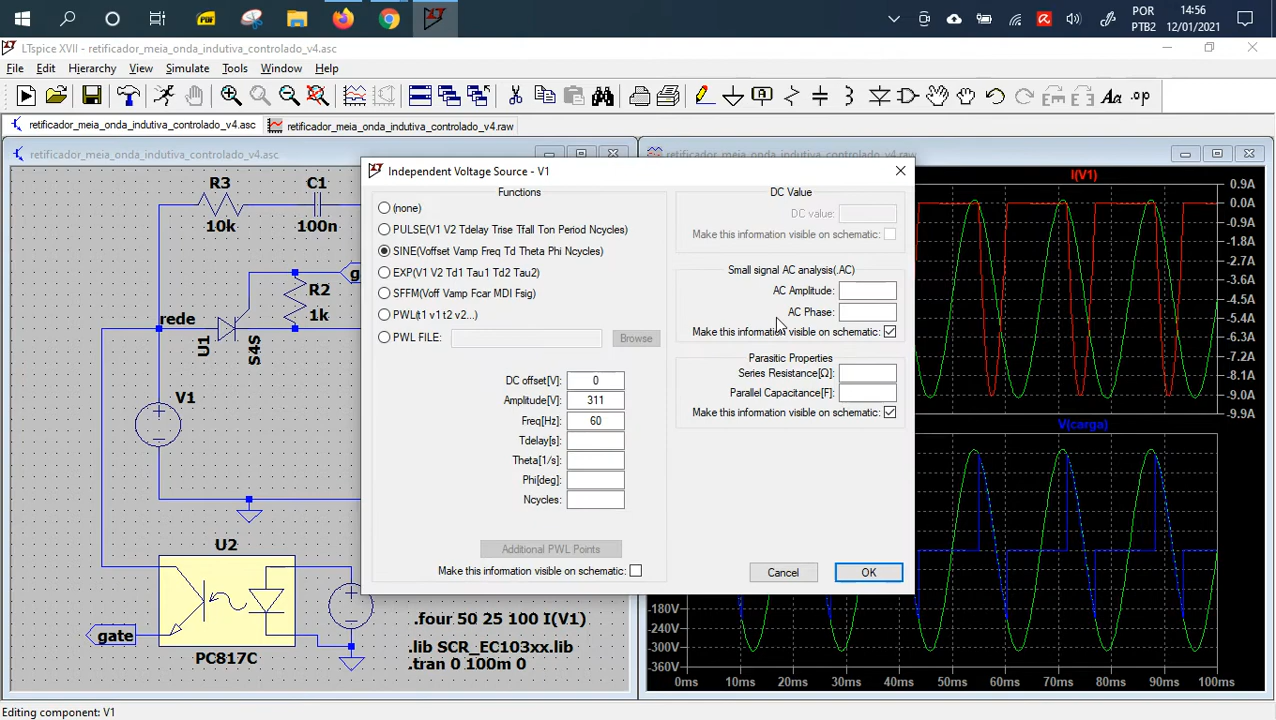 PDF
POR
PTB2
14:56
12/01/2021
LTspice XVII - retificador_meia_onda_indutiva_controlado_v4.asc
File Edit Hierarchy View Simulate Tools Window Help
.op
retificador_meia_onda_indutiva_controlado_v4.asc
retificador_meia_onda_indutiva_controlado_v4.raw
retificador_meia_onda_indutiva_controlado_v4.asc
retificador_meia_onda_indutiva_controlado_v4.raw
R3
10k
C1
100n
R2
1k
rede
U1
S4S
V1
U2
PC817C
gate
.four 50 25 100 I(V1)
.lib SCR_EC103xx.lib
.tran 0 100m 0
Independent Voltage Source - V1
Functions
(none)
PULSE(V1 V2 Tdelay Trise Tfall Ton Period Ncycles)
SINE(Voffset Vamp Freq Td Theta Phi Ncycles)
EXP(V1 V2 Td1 Tau1 Td2 Tau2)
SFFM(Voff Vamp Fcar MDI Fsig)
PWL(t1 v1 t2 v2...)
PWL FILE:
Browse
DC offset[V]: 0
Amplitude[V]: 311
Freq[Hz]: 60
Tdelay[s]:
Theta[1/s]:
Phi[deg]:
Ncycles:
Additional PWL Points
Make this information visible on schematic:
DC Value
DC value:
Make this information visible on schematic:
Small signal AC analysis(.AC)
AC Amplitude:
AC Phase:
Make this information visible on schematic:
Parasitic Properties
Series Resistance[Ω]:
Parallel Capacitance[F]:
Make this information visible on schematic:
Cancel
OK
I(V1)
0.9A
0.0A
-0.9A
-1.8A
-2.7A
-3.6A
-4.5A
-5.4A
-6.3A
-7.2A
-8.1A
-9.0A
-9.9A
V(carga)
-180V
-240V
-300V
-360V
0ms 10ms 20ms 30ms 40ms 50ms 60ms 70ms 80ms 90ms 100ms
Editing component: V1